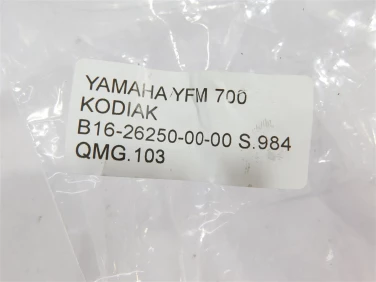 YAMAHA YFM 700
KODIAK
B16-26250-00-00 S.984
QMG.103